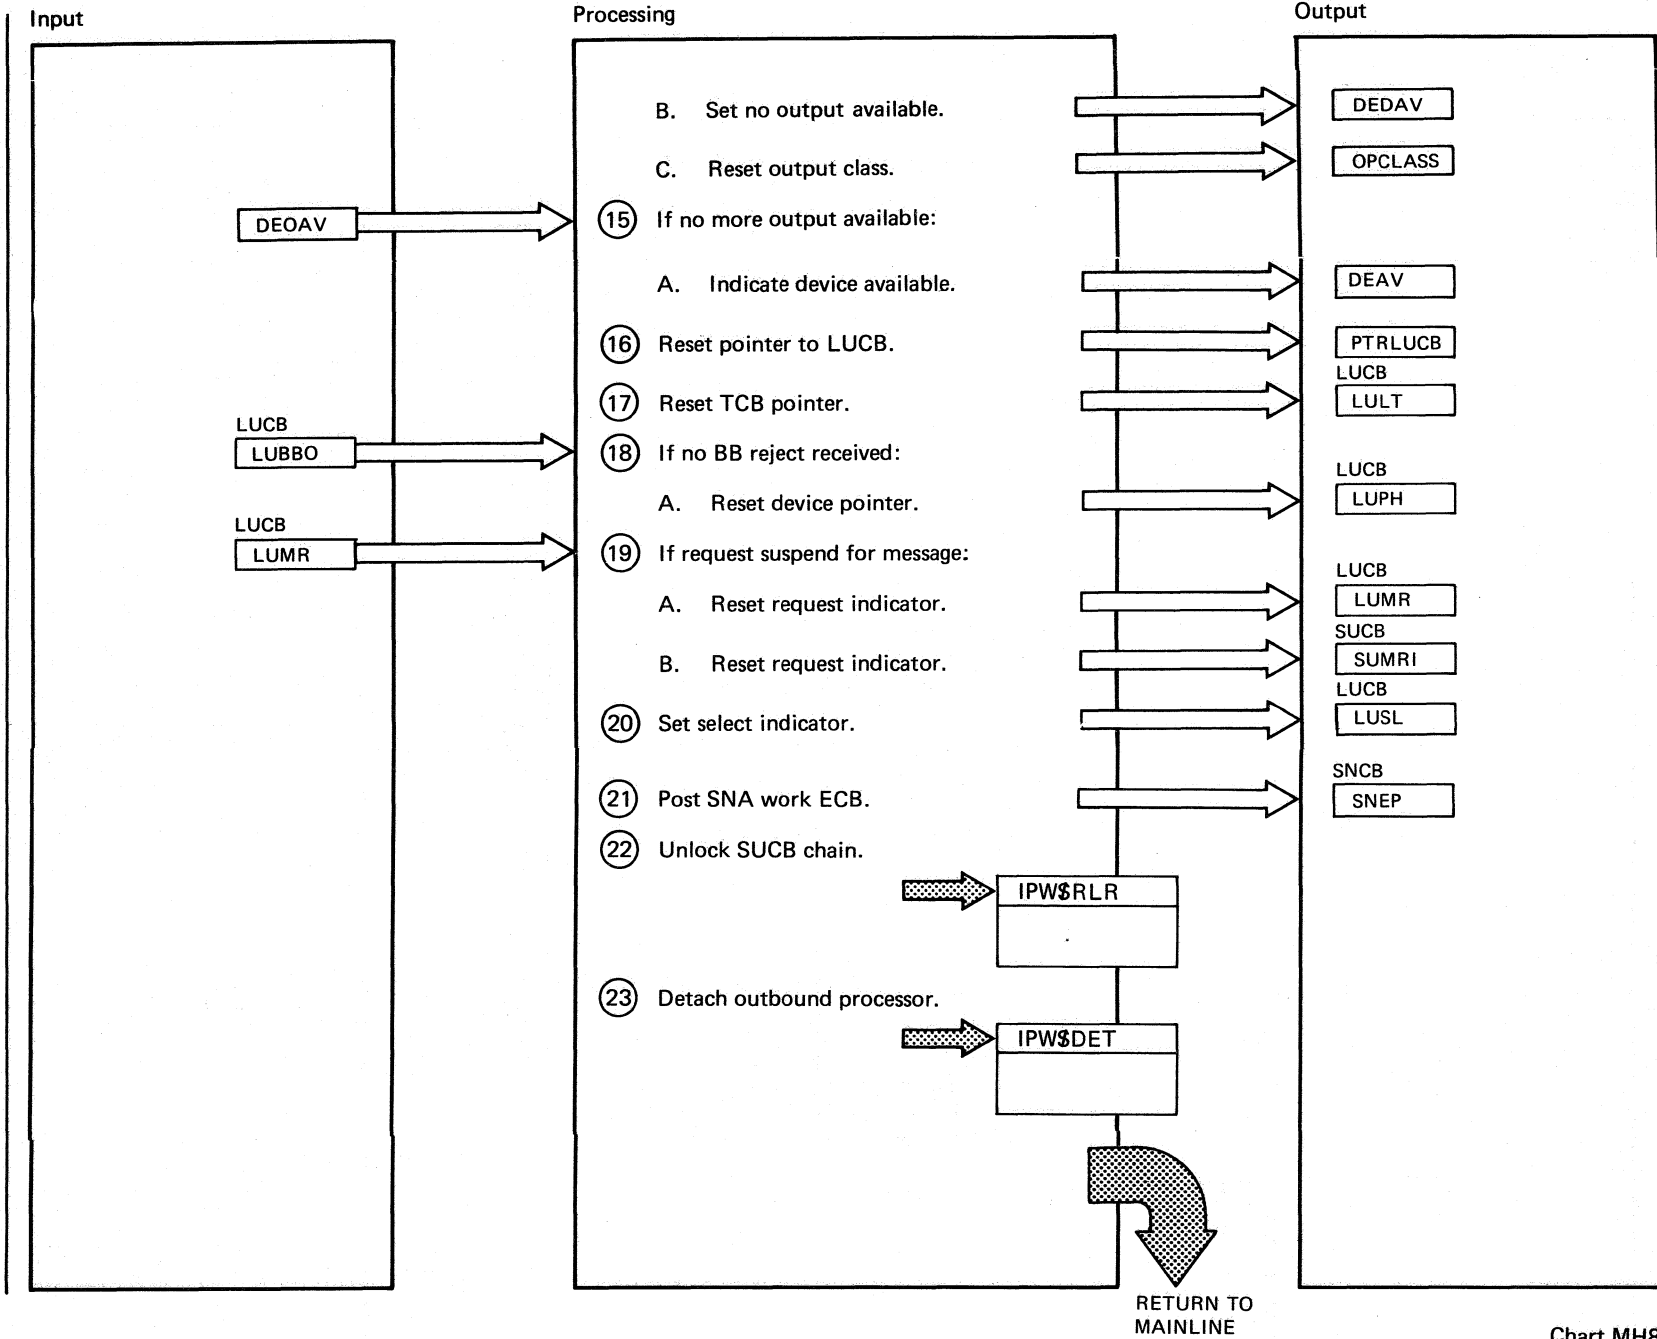 Input Processing Output
B. Set no output available. DEDAV
C. Reset output class. OPCLASS
DEOAV 15 If no more output available:
A. Indicate device available. DEAV
16 Reset pointer to LUCB. PTRLUCB
LUCB
17 Reset TCB pointer. LULT
LUCB
LUBBO 18 If no BB reject received:
LUCB
A. Reset device pointer. LUPH
LUCB
LUMR 19 If request suspend for message:
LUCB
A. Reset request indicator. LUMR
SUCB
B. Reset request indicator. SUMRI
LUCB
20 Set select indicator. LUSL
SNCB
21 Post SNA work ECB. SNEP
22 Unlock SUCB chain.
IPW$RLR
23 Detach outbound processor.
IPW$DET
RETURN TO
MAINLINE
Chart